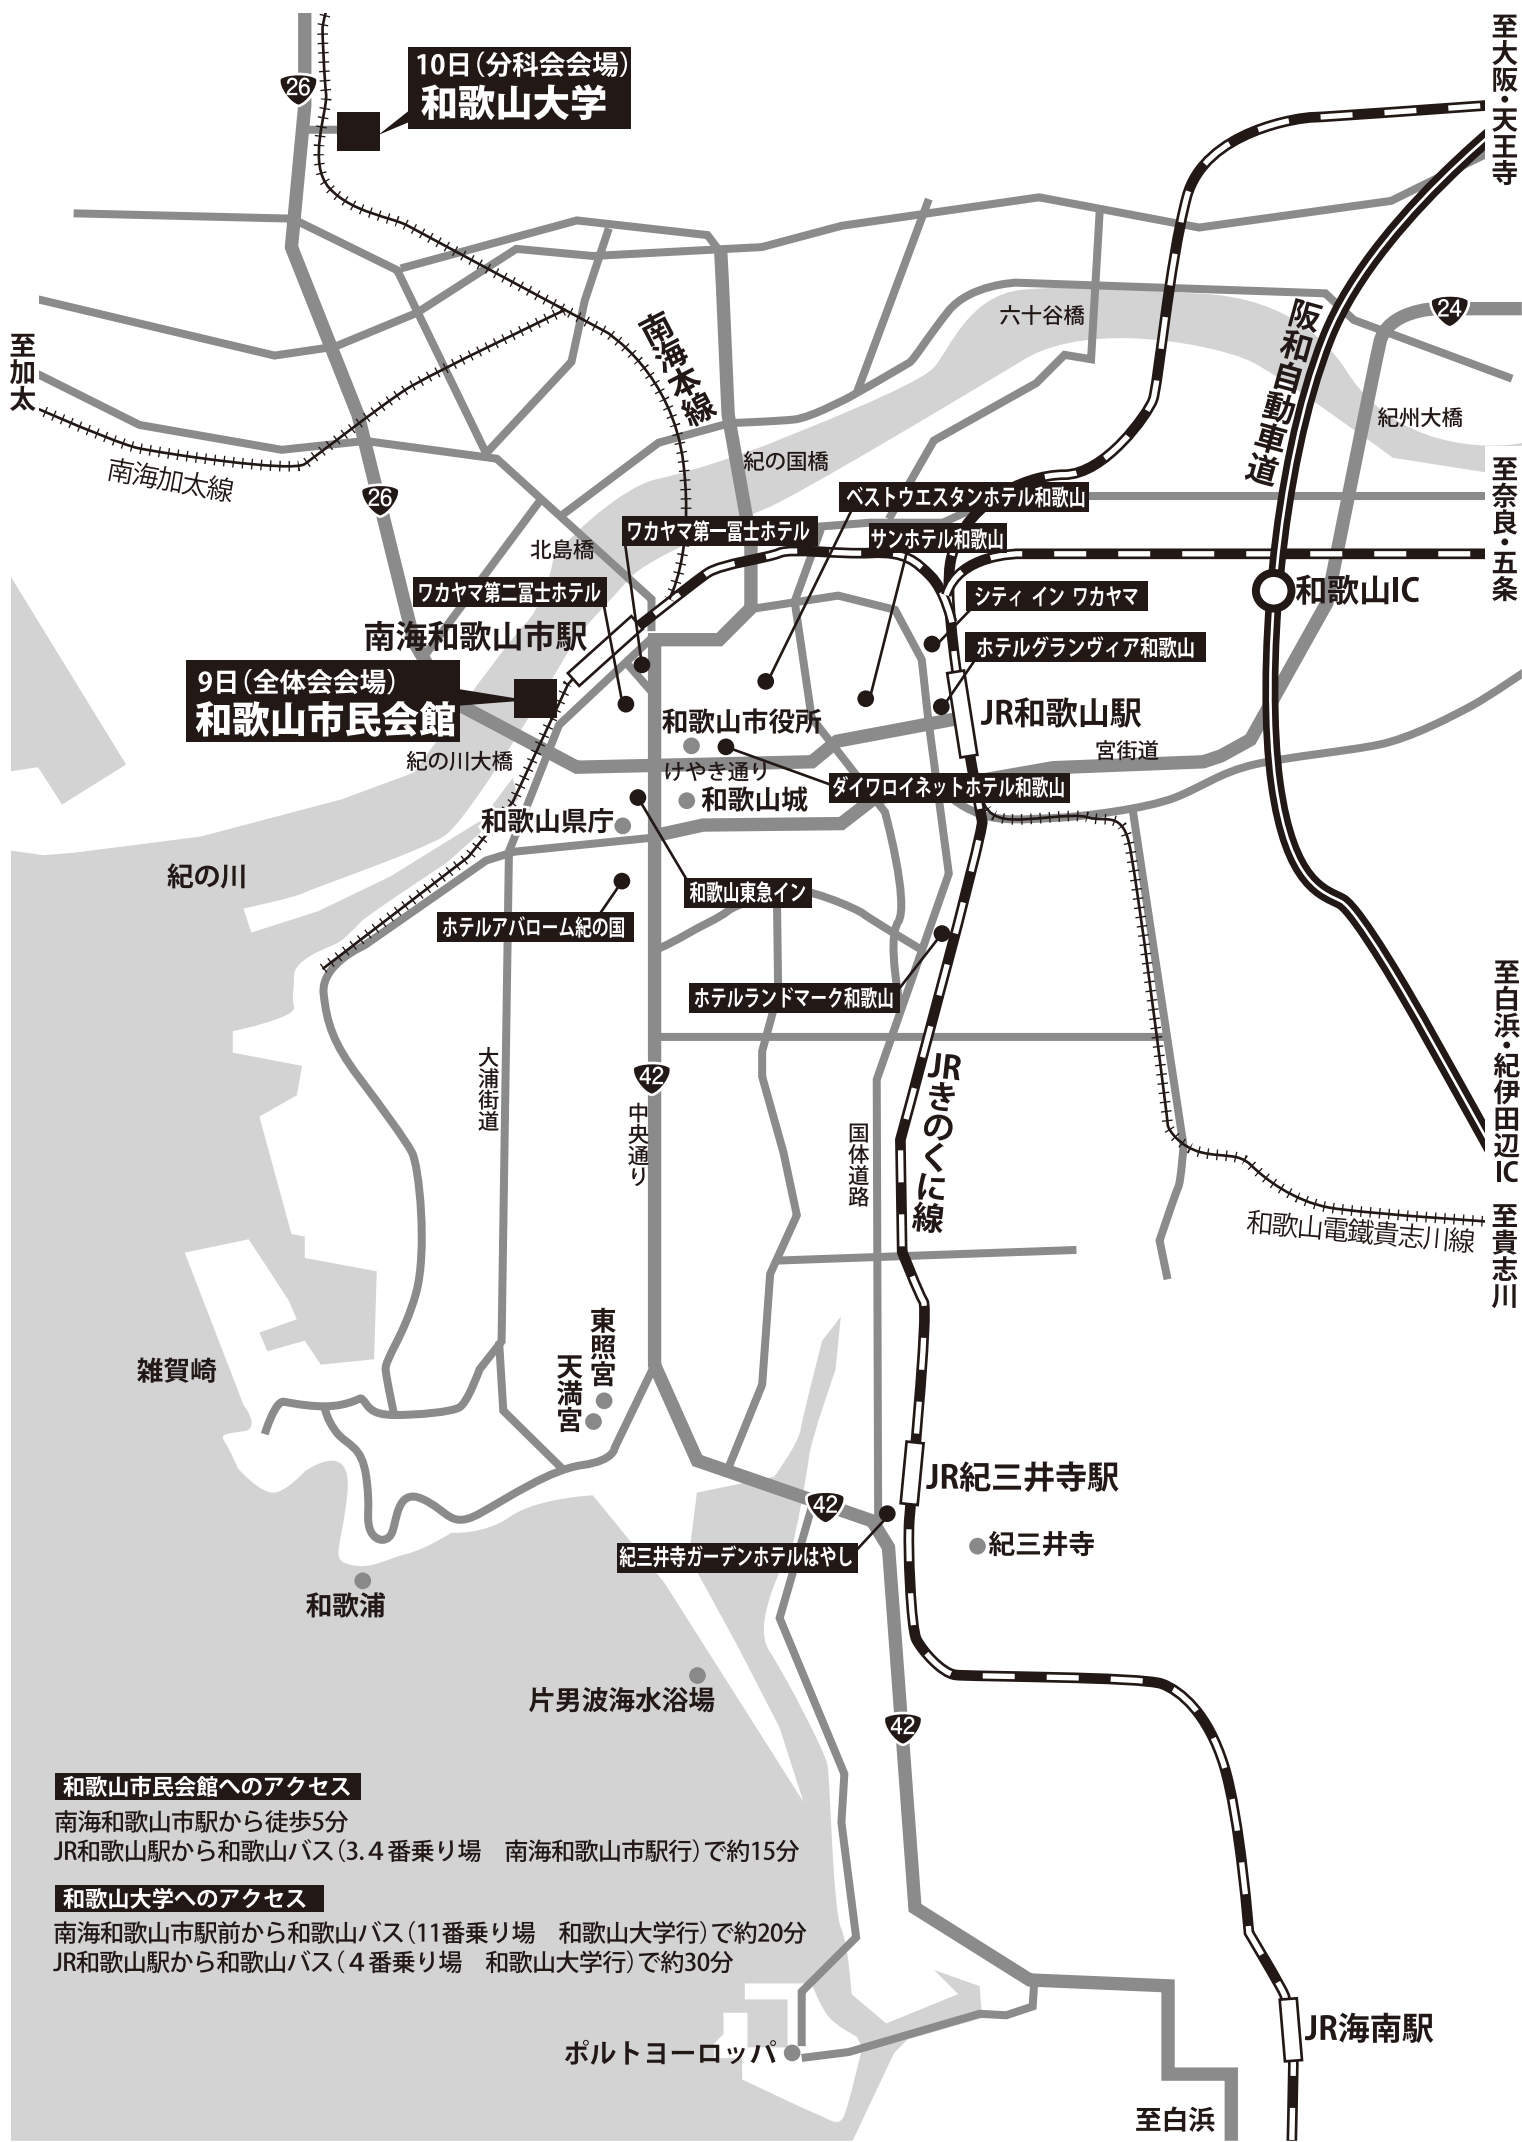 10日(分科会会場)
和歌山大学
26
至大阪・天王寺
南海本線
六十谷橋
阪和自動車道
24
至加太
紀州大橋
南海加太線
紀の国橋
26
至奈良・五条
ベストウエスタンホテル和歌山
ワカヤマ第一冨士ホテル
サンホテル和歌山
北島橋
ワカヤマ第二冨士ホテル
シティ イン ワカヤマ
和歌山IC
南海和歌山市駅
ホテルグランヴィア和歌山
9日(全体会会場)
和歌山市民会館
和歌山市役所
JR和歌山駅
紀の川大橋
宮街道
けやき通り
ダイワロイネットホテル和歌山
和歌山城
和歌山県庁
紀の川
和歌山東急イン
ホテルアバローム紀の国
ホテルランドマーク和歌山
至白浜・紀伊田辺IC
大浦街道
42
中央通り
JRきのくに線
国体道路
至貴志川
和歌山電鐵貴志川線
東照宮
天満宮
雑賀崎
JR紀三井寺駅
42
紀三井寺
紀三井寺ガーデンホテルはやし
和歌浦
片男波海水浴場
42
和歌山市民会館へのアクセス
南海和歌山市駅から徒歩5分
JR和歌山駅から和歌山バス(3.４番乗り場　南海和歌山市駅行)で約15分
和歌山大学へのアクセス
南海和歌山市駅前から和歌山バス(11番乗り場　和歌山大学行)で約20分
JR和歌山駅から和歌山バス(４番乗り場　和歌山大学行)で約30分
JR海南駅
ポルトヨーロッパ
至白浜